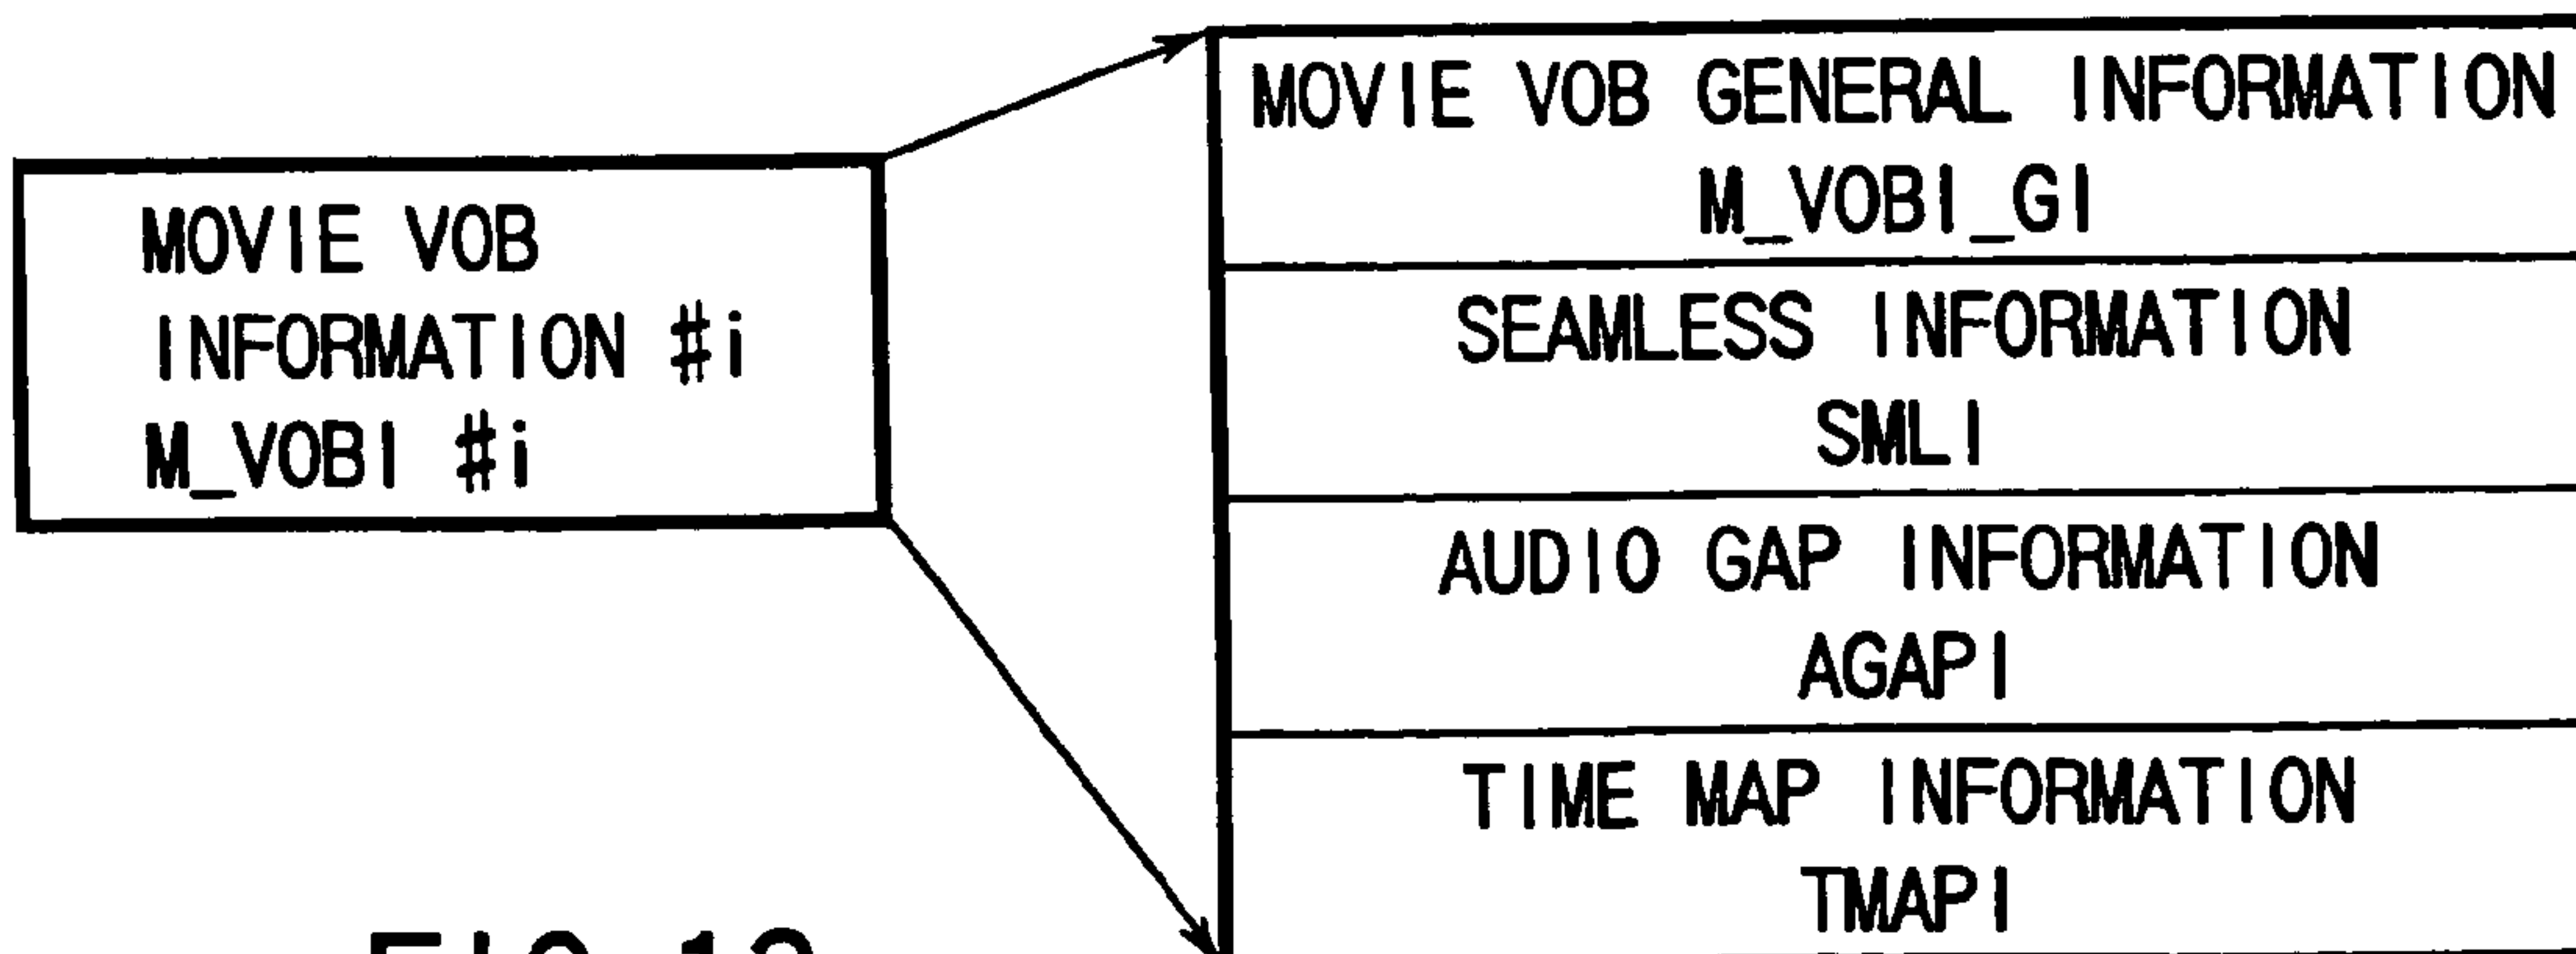 MOVIE VOB
INFORMATION #i
M_VOBI #i
MOVIE VOB GENERAL INFORMATION
M_VOBI_GI
SEAMLESS INFORMATION
SMLI
AUDIO GAP INFORMATION
AGAPI
TIME MAP INFORMATION
TMAPI